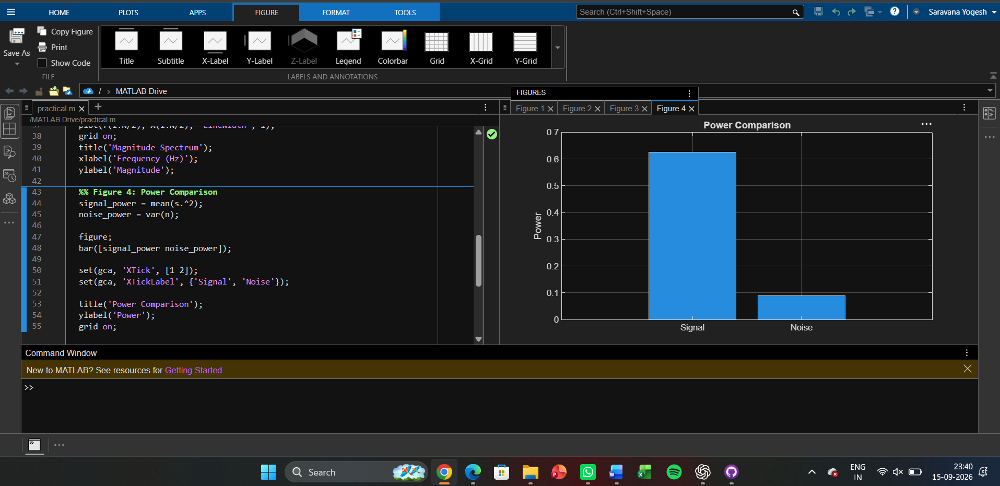 HOME PLOTS APPS FIGURE FORMAT TOOLS Search (Ctrl+Shift+Space) ? Saravana Yogesh
Save As
Copy Figure
Print
Show Code
FILE
Title Subtitle X-Label Y-Label Z-Label Legend Colorbar Grid X-Grid Y-Grid
LABELS AND ANNOTATIONS
/ › MATLAB Drive
practical.m
/MATLAB Drive/practical.m
38 grid on;
39 title('Magnitude Spectrum');
40 xlabel('Frequency (Hz)');
41 ylabel('Magnitude');
42
43 %% Figure 4: Power Comparison
44 signal_power = mean(s.^2);
45 noise_power = var(n);
46
47 figure;
48 bar([signal_power noise_power]);
49
50 set(gca, 'XTick', [1 2]);
51 set(gca, 'XTickLabel', {'Signal', 'Noise'});
52
53 title('Power Comparison');
54 ylabel('Power');
55 grid on;
FIGURES
Figure 1 Figure 2 Figure 3 Figure 4
Power Comparison
0.7
0.6
0.5
0.4
0.3
0.2
0.1
0
Power
Signal Noise
Command Window
New to MATLAB? See resources for Getting Started.
>>
Search
ENG
IN
23:40
15-09-2026